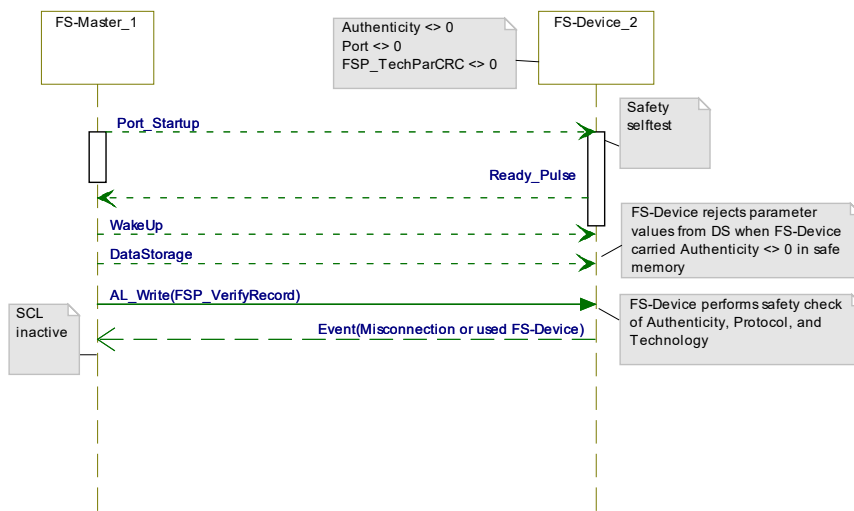 FS-Master_1
Authenticity <> 0
Port <> 0
FSP_TechParCRC <> 0
FS-Device_2
Safety
selftest
Port_Startup
Ready_Pulse
WakeUp
FS-Device rejects parameter
values from DS when FS-Device
carried Authenticity <> 0 in safe
memory
DataStorage
AL_Write(FSP_VerifyRecord)
FS-Device performs safety check
of Authenticity, Protocol, and
Technology
SCL
inactive
Event(Misconnection or used FS-Device)